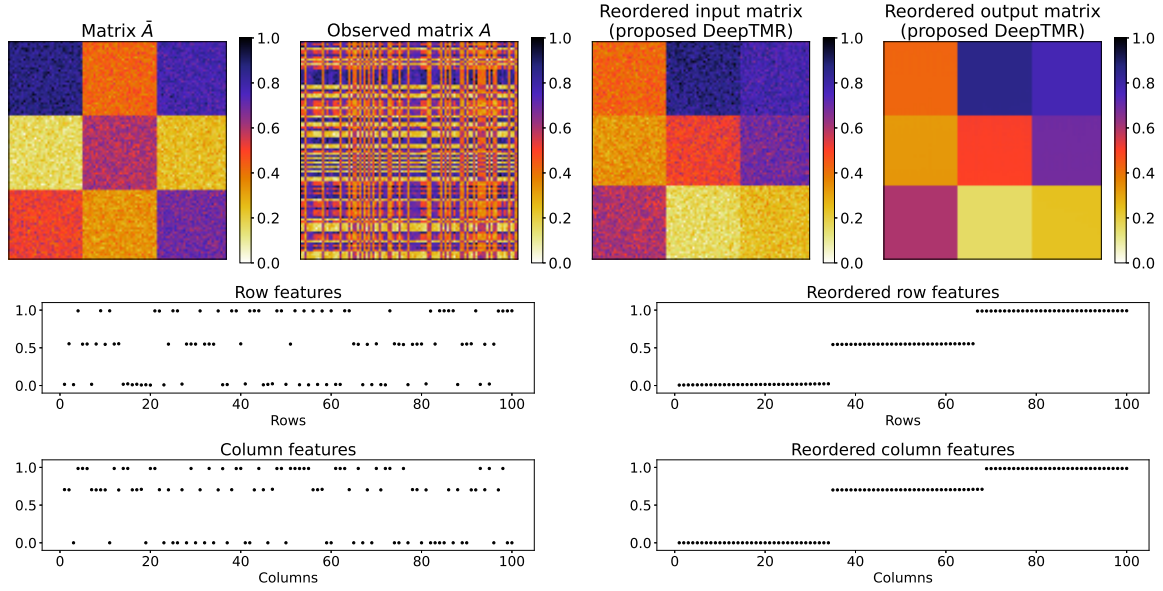 Matrix Ā
Observed matrix A
Reordered input matrix
(proposed DeepTMR)
Reordered output matrix
(proposed DeepTMR)
1.0
0.8
0.6
0.4
0.2
0.0
1.0
0.8
0.6
0.4
0.2
0.0
1.0
0.8
0.6
0.4
0.2
0.0
1.0
0.8
0.6
0.4
0.2
0.0
Row features
1.0
0.5
0.0
0 20 40 60 80 100
Rows
Reordered row features
1.0
0.5
0.0
0 20 40 60 80 100
Rows
Column features
1.0
0.5
0.0
0 20 40 60 80 100
Columns
Reordered column features
1.0
0.5
0.0
0 20 40 60 80 100
Columns